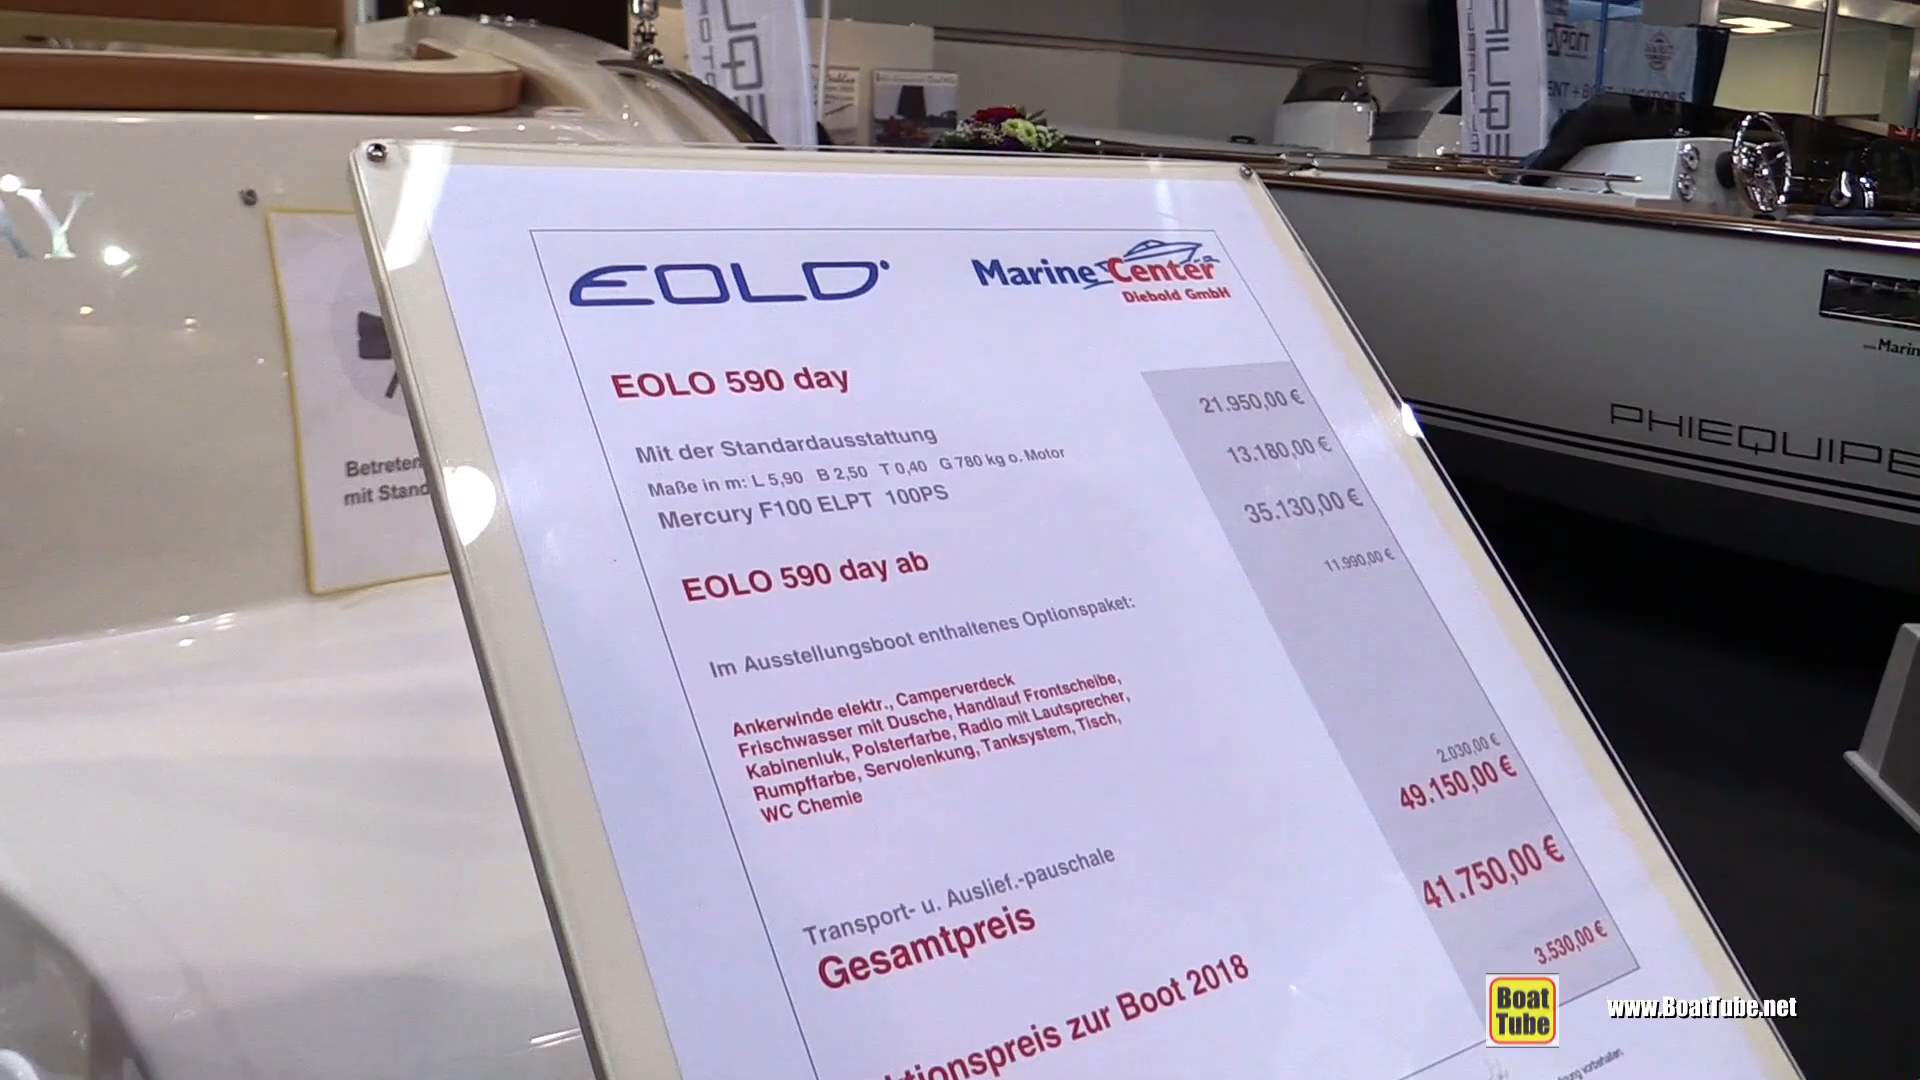 EOLO
Marine Center
Diebold GmbH
EOLO 590 day
21.950,00 €
Mit der Standardausstattung
Maße in m: L 5,90 B 2,50 T 0,40 G 780 kg o. Motor
Mercury F100 ELPT 100PS
13.180,00 €
EOLO 590 day ab
35.130,00 €
Im Ausstellungsboot enthaltenes Optionspaket:
11.990,00 €
Ankerwinde elektr., Camperverdeck
Frischwasser mit Dusche, Handlauf Frontscheibe,
Kabinenluk, Polsterfarbe, Radio mit Lautsprecher,
Rumpffarbe, Servolenkung, Tanksystem, Tisch,
WC Chemie
Transport- u. Auslief.-pauschale
2.030,00 €
Gesamtpreis
49.150,00 €
ktionspreis zur Boot 2018
41.750,00 €
3.530,00 €
Betreten
mit Stand
AY
PHIEQUIPE
Marin
Boat
Tube
www.BoatTube.net